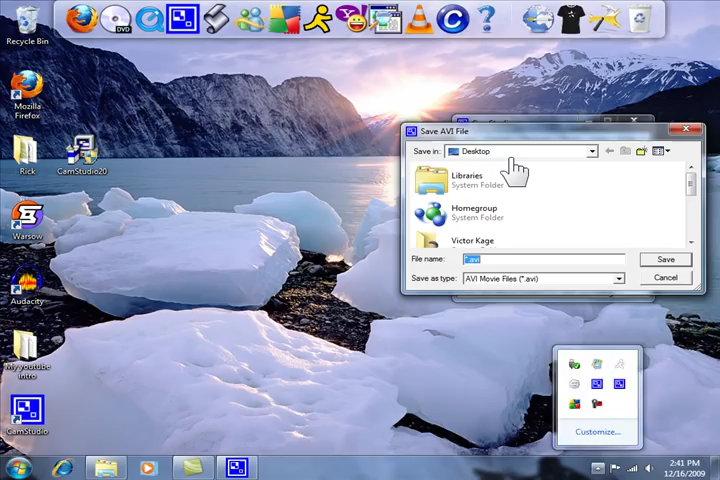 DVD
Recycle Bin
Mozilla
Firefox
Rick
CamStudio20
Warsow
Audacity
My youtube
intro
CamStudio
Save AVI File
Save in:
Desktop
Libraries
System Folder
Homegroup
System Folder
Victor Kage
File name:
*.avi
Save
Save as type:
AVI Movie Files (*.avi)
Cancel
Customize...
2:41 PM
12/16/2009